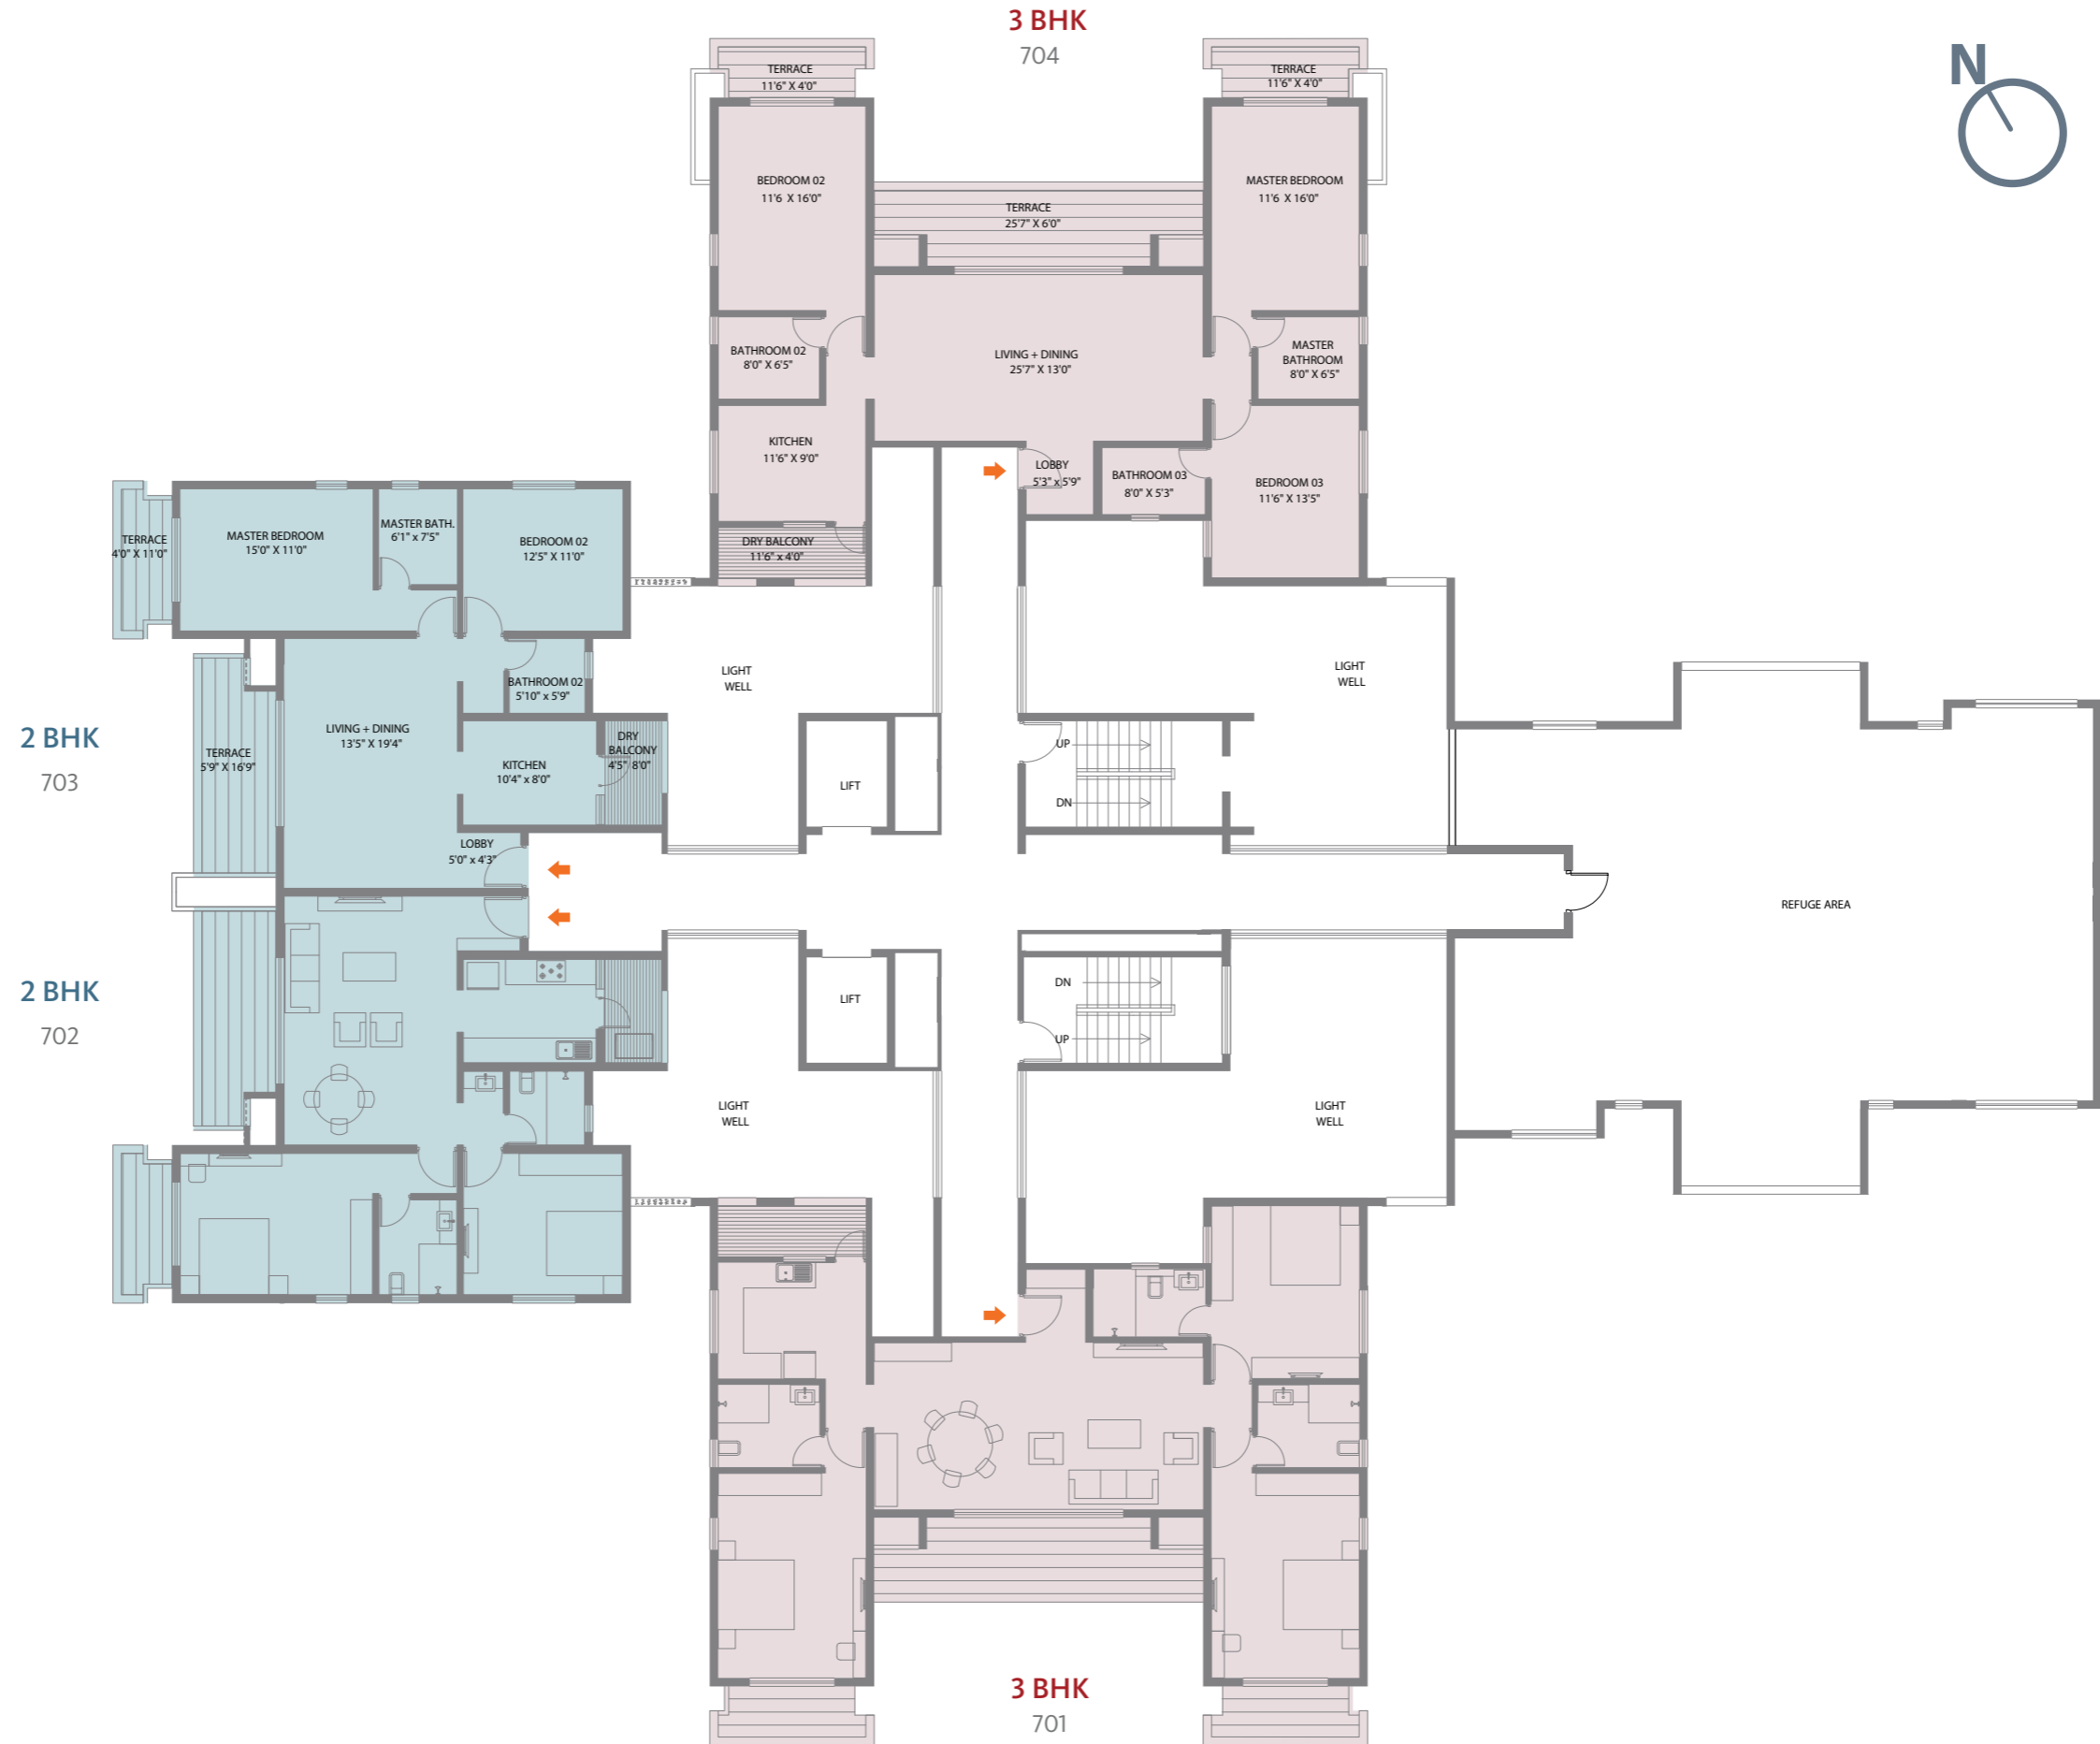 3 BHK
704
N
TERRACE
11'6" X 4'0"
TERRACE
11'6" X 4'0"
BEDROOM 02
11'6 X 16'0"
MASTER BEDROOM
11'6 X 16'0"
TERRACE
25'7" X 6'0"
BATHROOM 02
8'0" X 6'5"
LIVING + DINING
25'7" X 13'0"
MASTER
BATHROOM
8'0" X 6'5"
KITCHEN
11'6" X 9'0"
LOBBY
5'3" x 5'9"
BATHROOM 03
8'0" X 5'3"
BEDROOM 03
11'6" X 13'5"
DRY BALCONY
11'6" x 4'0"
TERRACE
4'0" X 11'0"
MASTER BEDROOM
15'0" X 11'0"
MASTER BATH.
6'1" x 7'5"
BEDROOM 02
12'5" X 11'0"
BATHROOM 02
5'10" x 5'9"
LIGHT
WELL
LIGHT
WELL
2 BHK
703
TERRACE
5'9" X 16'9"
LIVING + DINING
13'5" X 19'4"
KITCHEN
10'4" x 8'0"
DRY
BALCONY
4'5" 8'0"
LIFT
UP
DN
LOBBY
5'0" x 4'3"
REFUGE AREA
2 BHK
702
LIFT
DN
UP
LIGHT
WELL
LIGHT
WELL
3 BHK
701